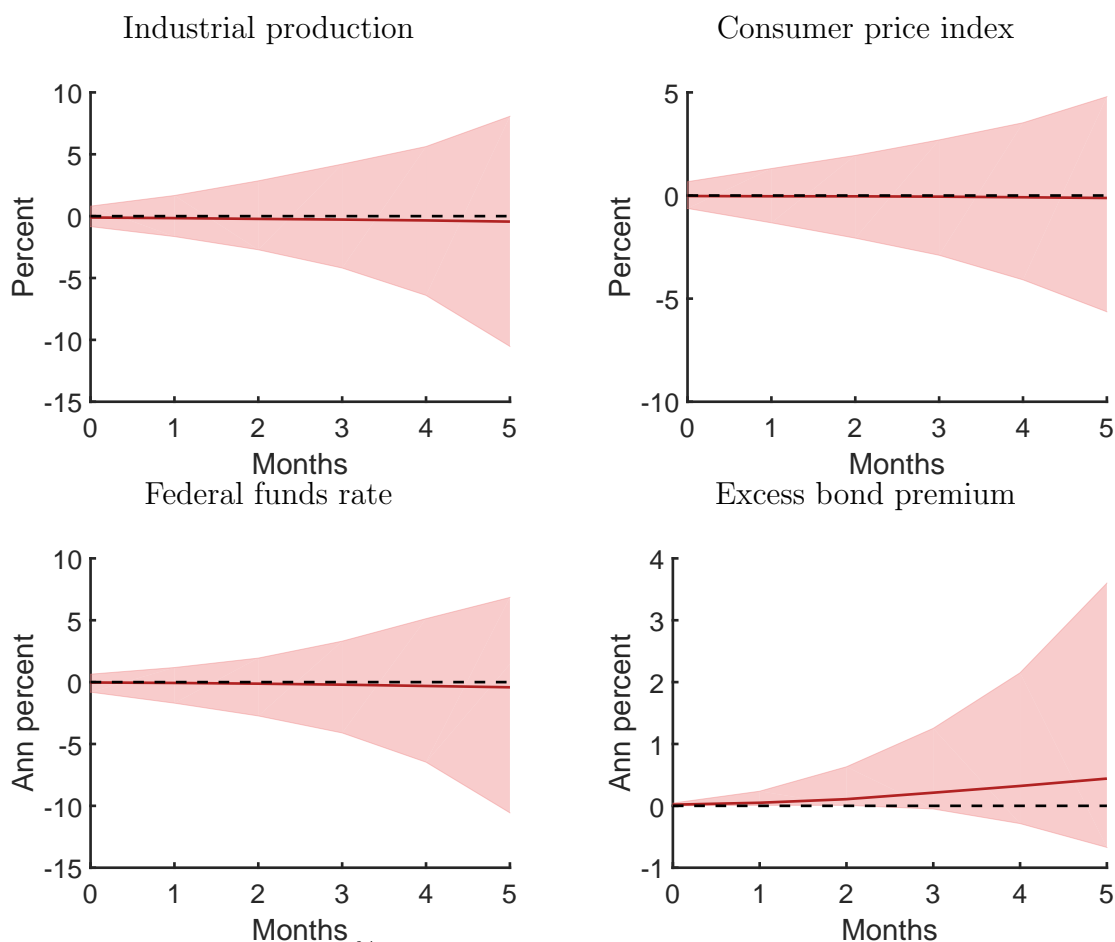 Industrial production
Consumer price index
10
5
0
-5
-10
-15
Percent
0 1 2 3 4 5
Months
5
0
-5
-10
Percent
0 1 2 3 4 5
Months
Federal funds rate
Excess bond premium
10
5
0
-5
-10
-15
Ann percent
0 1 2 3 4 5
Months
4
3
2
1
0
-1
Ann percent
0 1 2 3 4 5
Months